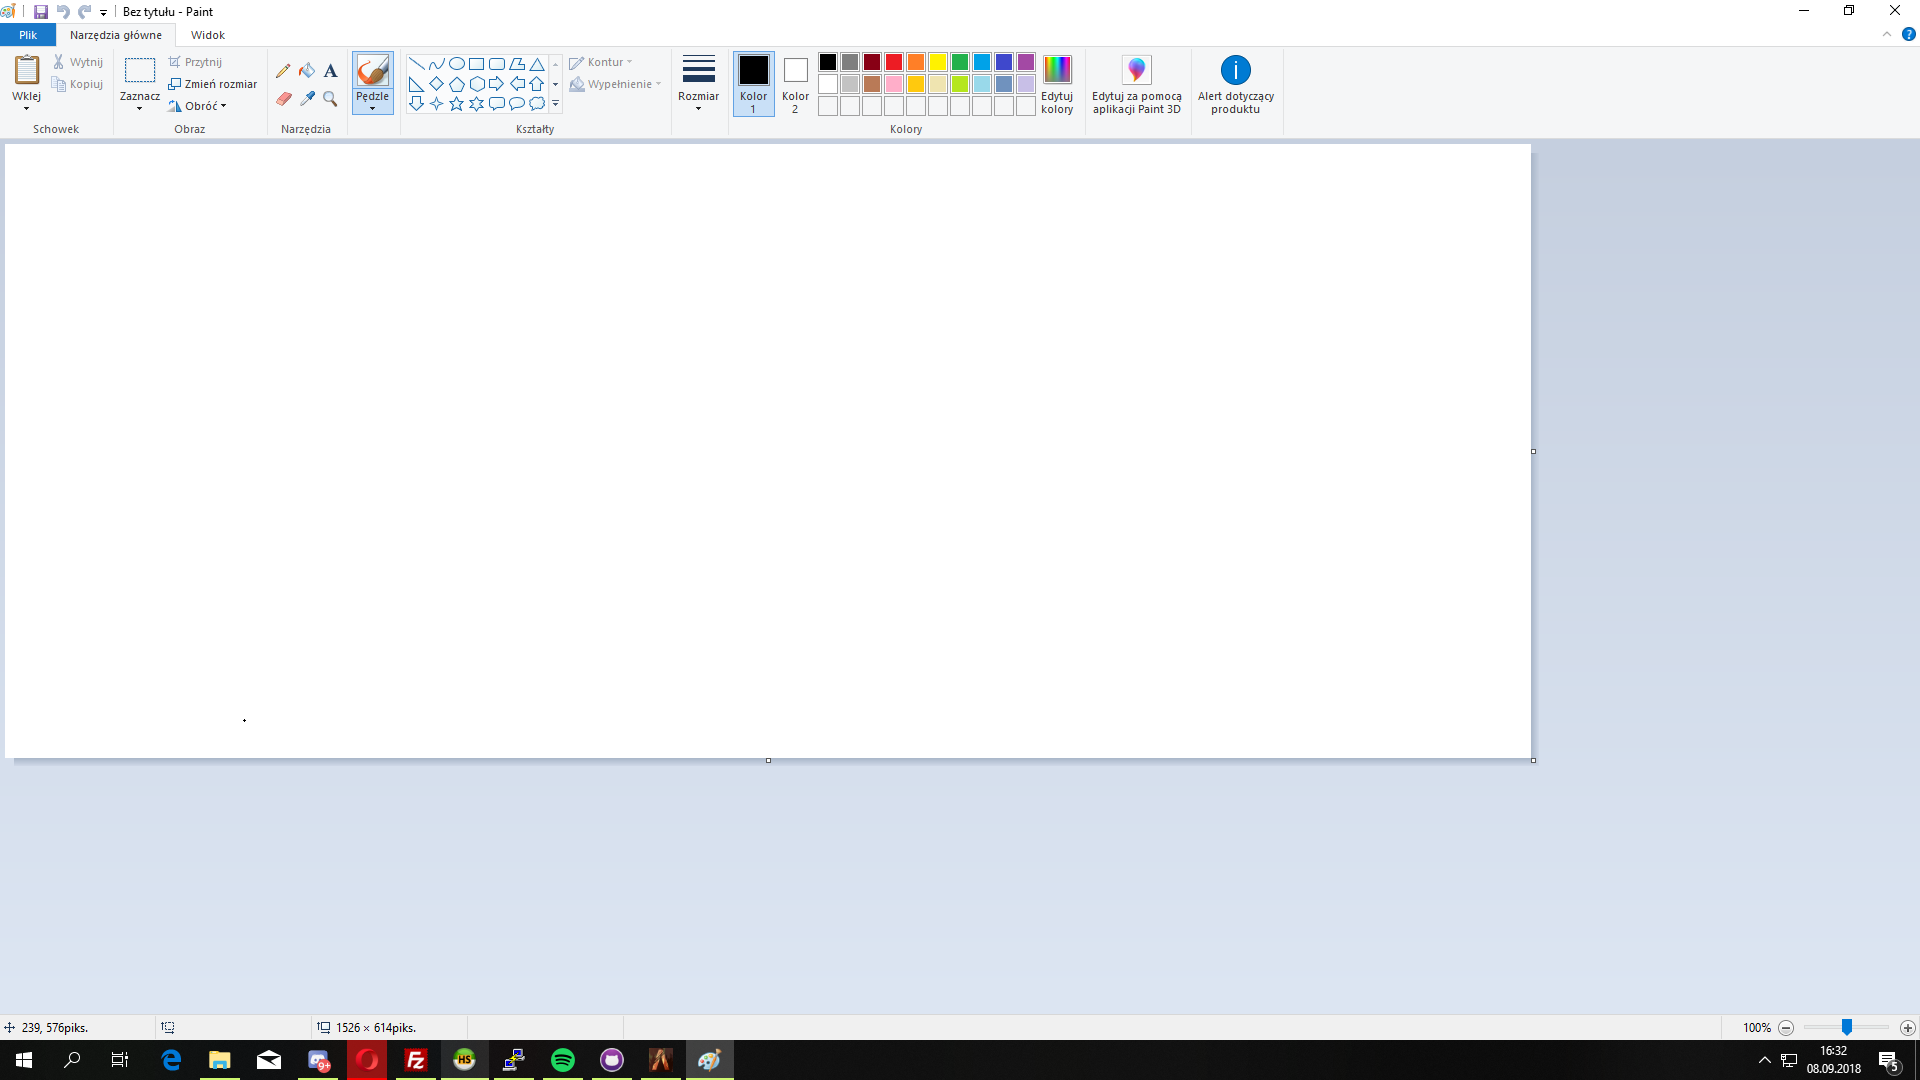 Bez tytułu - Paint
Plik Narzędzia główne Widok
Wklej
Wytnij
Kopiuj
Schowek
Zaznacz
Przytnij
Zmień rozmiar
Obróć
Obraz
A
Narzędzia
Pędzle
Kontur
Wypełnienie
Kształty
Rozmiar
Kolor
1
Kolor
2
Edytuj
kolory
Kolory
Edytuj za pomocą
aplikacji Paint 3D
Alert dotyczący
produktu
239, 576piks.
1526 × 614piks.
100%
9+
FZ
HS
16:32
08.09.2018
5